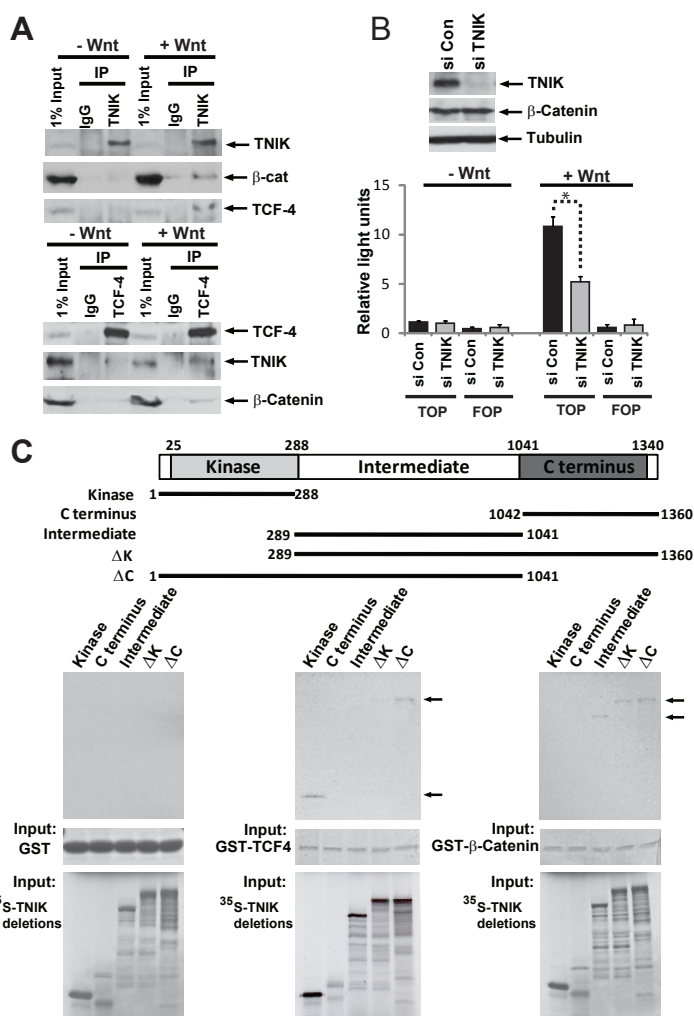 A
- Wnt + Wnt
IP IP
1% Input IgG TNIK 1% Input IgG TNIK
TNIK
β-cat
TCF-4
- Wnt + Wnt
IP IP
1% Input IgG TCF-4 1% Input IgG TCF-4
TCF-4
TNIK
β-Catenin
B
si Con si TNIK
TNIK
β-Catenin
Tubulin
- Wnt + Wnt
Relative light units
15
10
5
0
*
si Con si TNIK si Con si TNIK si Con si TNIK si Con si TNIK
TOP FOP TOP FOP
C
25 288 1041 1340
Kinase Intermediate C terminus
Kinase 1 288
C terminus 1042 1360
Intermediate 289 1041
ΔK 289 1360
ΔC 1 1041
Kinase C terminus Intermediate ΔK ΔC
Kinase C terminus Intermediate ΔK ΔC
Kinase C terminus Intermediate ΔK ΔC
Input: GST
Input: GST-TCF4
Input: GST-β-Catenin
Input: S-TNIK deletions
Input: 35S-TNIK deletions
Input: 35S-TNIK deletions